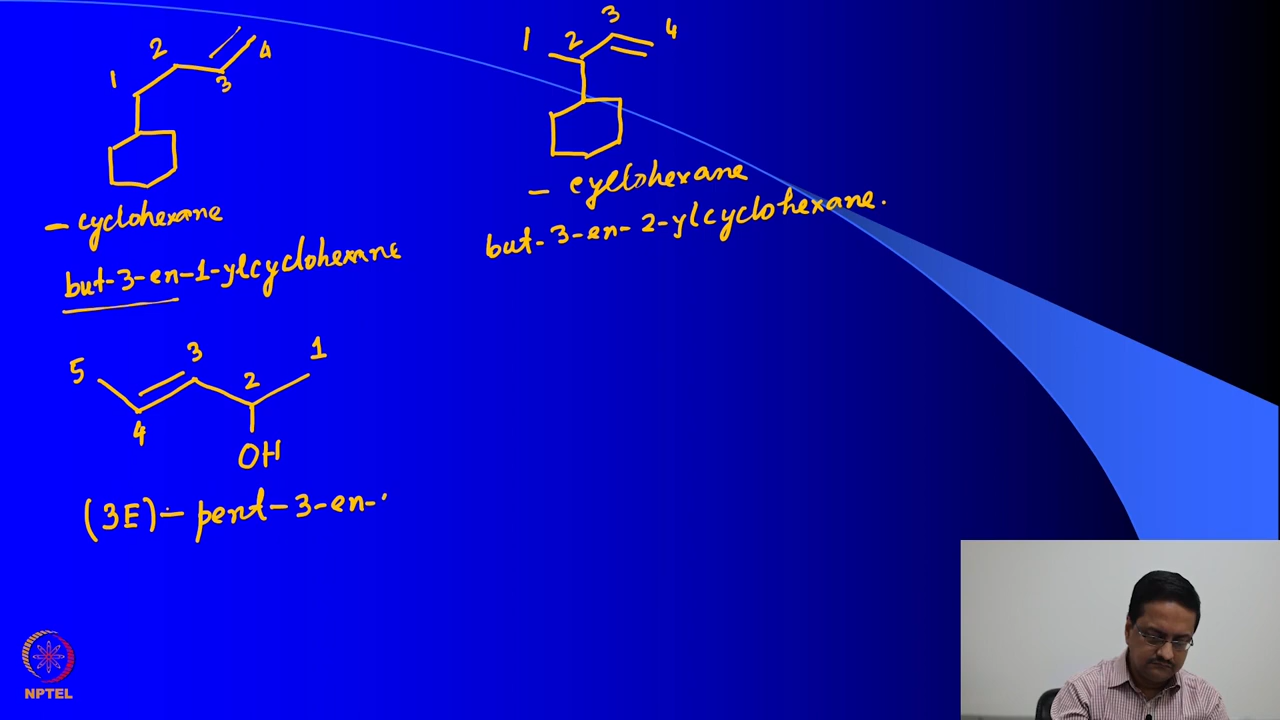 1 2 3 4
- cyclohexane
but-3-en-1-ylcyclohexane
1 2 3 4
- cyclohexane
but-3-en-2-ylcyclohexane.
5 4 3 2 1
OH
(3E)-pent-3-en-
NPTEL